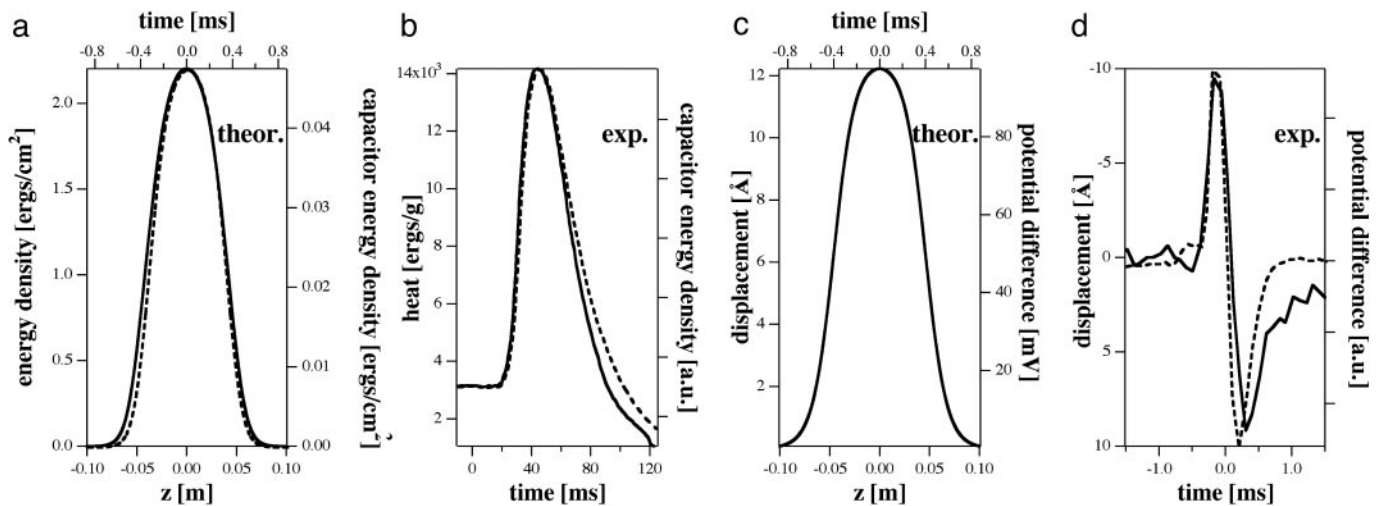 a
time [ms]
-0.8 -0.4 0.0 0.4 0.8
energy density [ergs/cm²]
2.0
1.5
1.0
0.5
0.0
theor.
0.04
0.03
0.02
0.01
0.00
capacitor energy density [ergs/cm²]
-0.10 -0.05 0.00 0.05 0.10
z [m]
b
heat [ergs/g]
14x10³
12
10
8
6
4
2
exp.
capacitor energy density [a.u.]
0 40 80 120
time [ms]
c
time [ms]
-0.8 -0.4 0.0 0.4 0.8
displacement [Å]
12
10
8
6
4
2
theor.
80
60
40
20
potential difference [mV]
-0.10 -0.05 0.00 0.05 0.10
z [m]
d
displacement [Å]
-10
-5
0
5
10
exp.
potential difference [a.u.]
-1.0 0.0 1.0
time [ms]